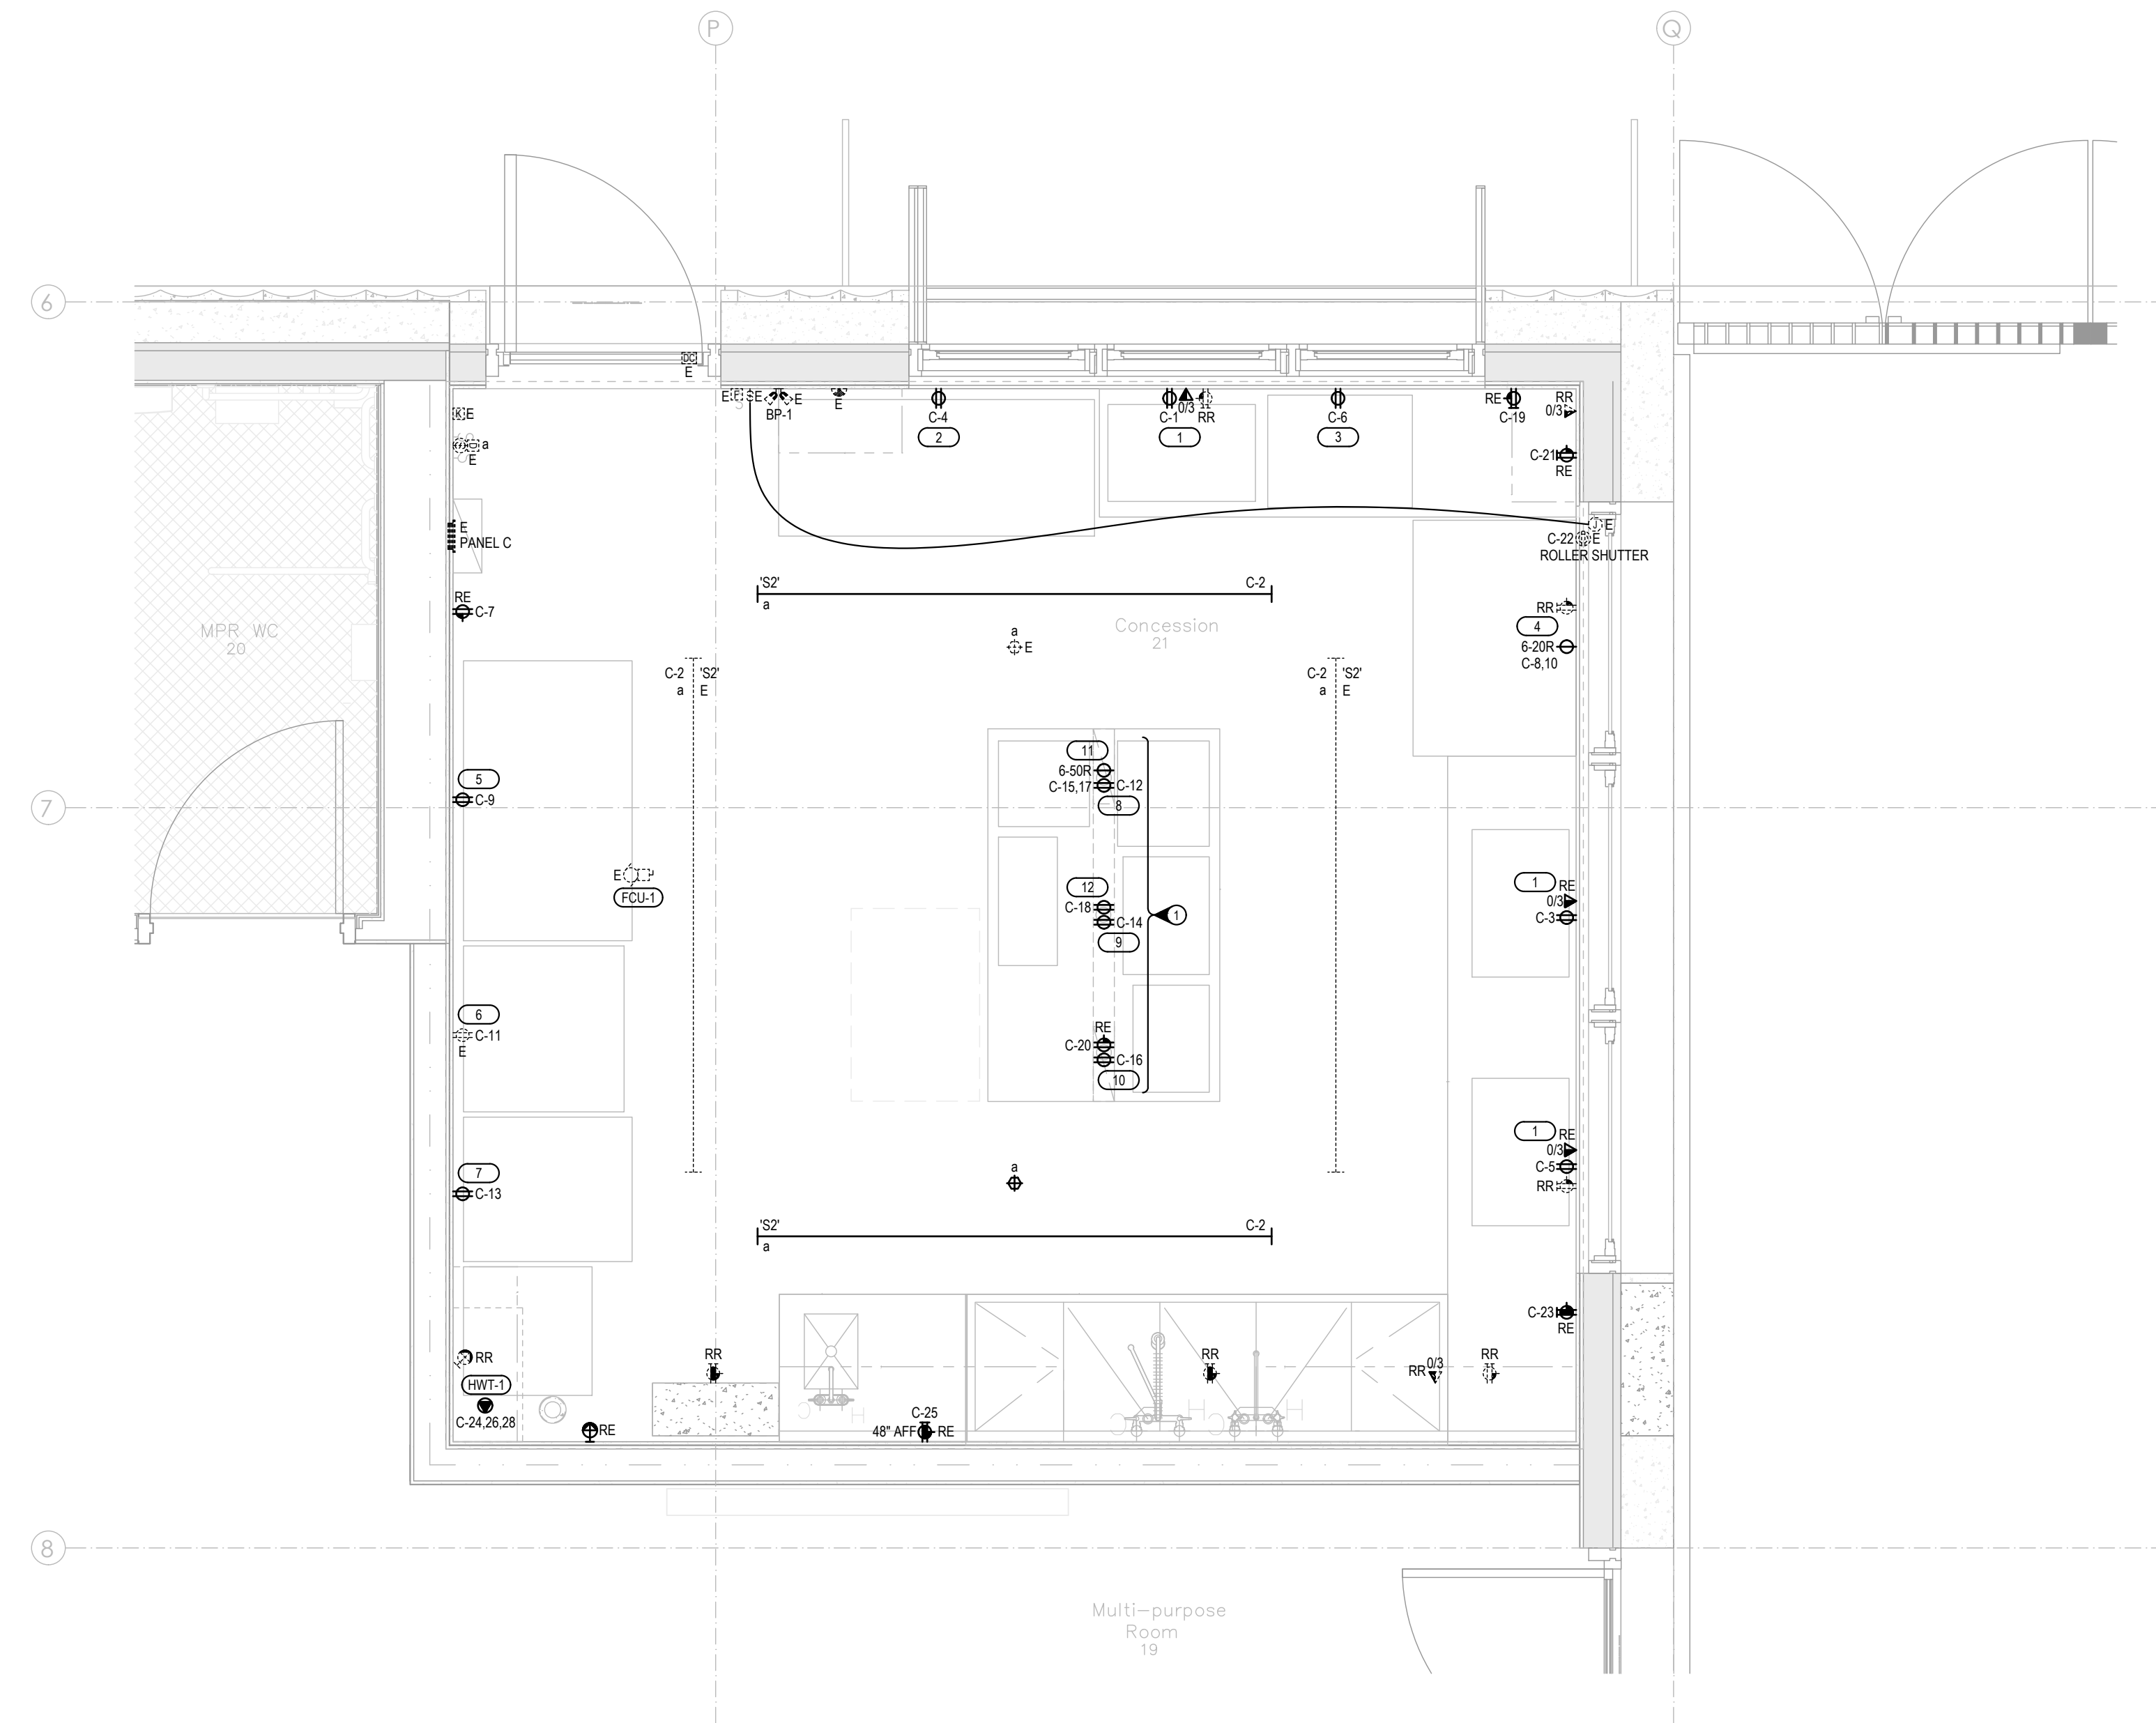 P
Q
6
DC
E
E
F
S
SE
E
BP-1
E
C-4
2
C-1
0/3
RR
1
C-6
3
RE
C-19
RR
0/3
C-21
RE
K
E
a
E
E
PANEL C
J
E
C-22
E
ROLLER SHUTTER
RE
C-7
'S2'
C-2
a
MPR WC
20
Concession
21
a
E
RR
4
6-20R
C-8,10
C-2
'S2'
a
E
C-2
'S2'
a
E
11
6-50R
C-15,17
C-12
8
5
C-9
7
E
FCU-1
12
C-18
C-14
9
1
1
RE
0/3
C-3
6
C-11
E
RE
C-20
C-16
10
1
RE
0/3
C-5
RR
7
C-13
a
'S2'
C-2
a
C-23
RE
RR
HWT-1
C-24,26,28
RE
RR
C
H
C-25
48" AFF
RE
RR
C
H
C
H
0/3
RR
RR
8
Multi-purpose
Room
19